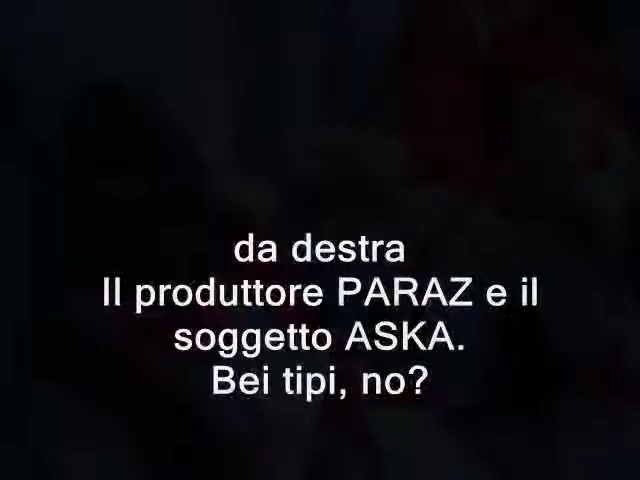 da destra
Il produttore PARAZ e il
soggetto ASKA.
Bei tipi, no?